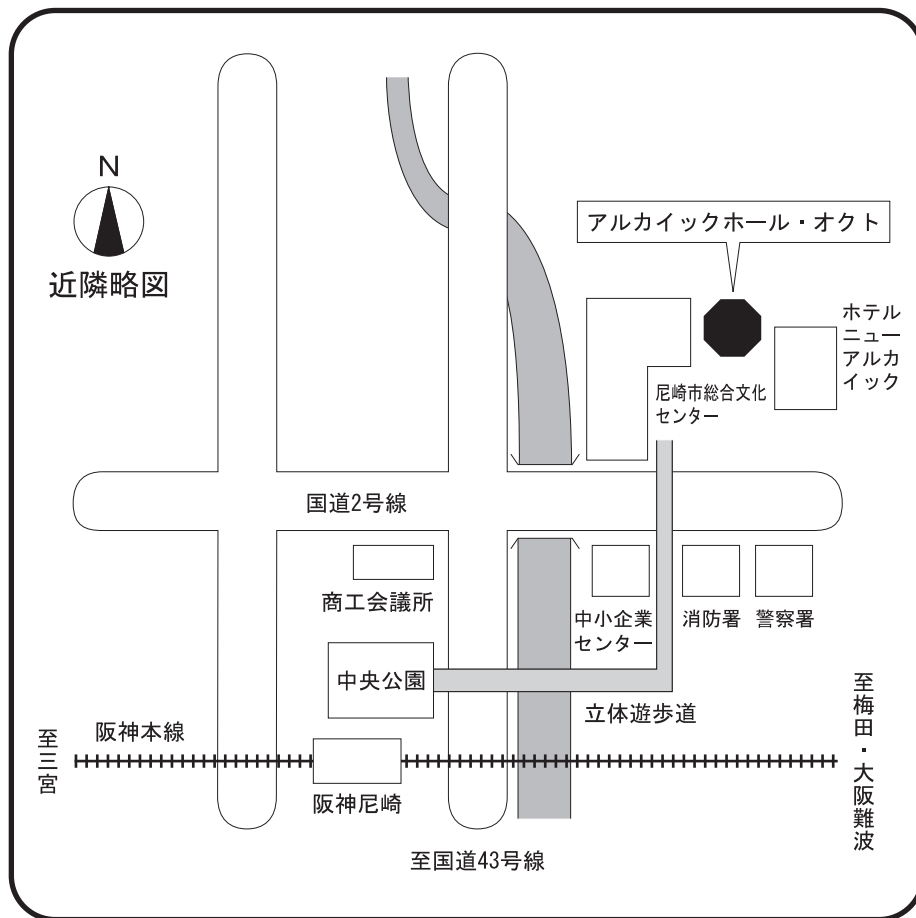 N
近隣略図
アルカイックホール・オクト
ホテル
ニュー
アルカ
イック
尼崎市総合文化
センター
国道2号線
商工会議所
中小企業
センター
消防署
警察署
中央公園
立体遊歩道
阪神本線
至三宮
至梅田・大阪難波
阪神尼崎
至国道43号線